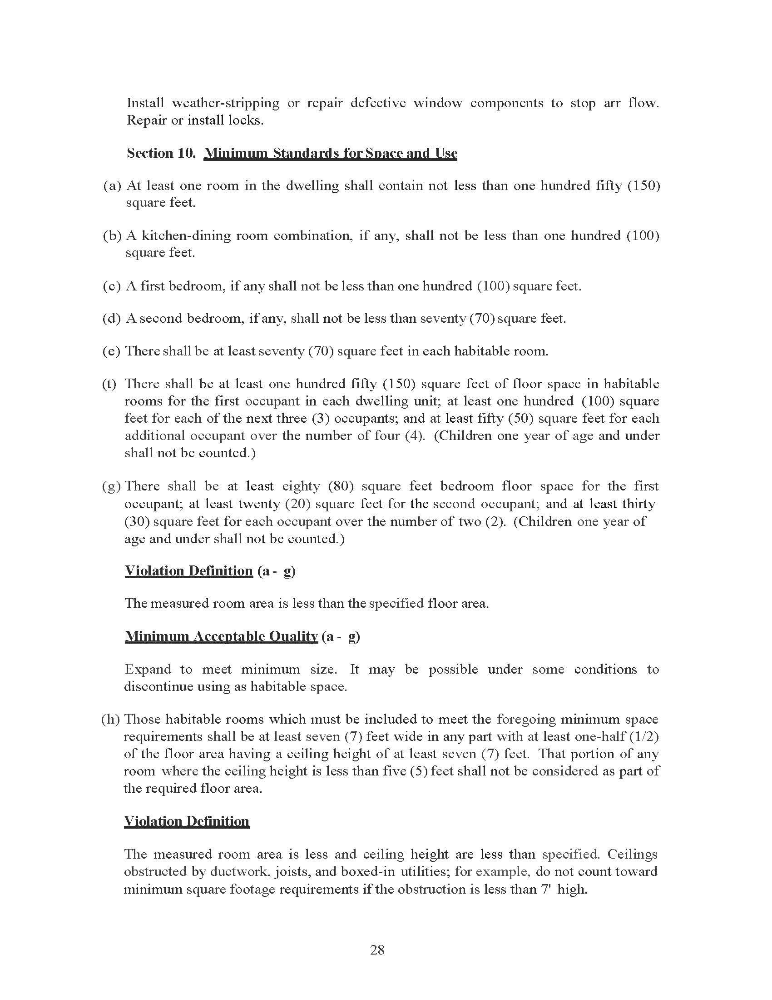 Install weather-stripping or repair defective window components to stop arr flow.
Repair or install locks.
Section 10. Minimum Standards for Space and Use
(a) At least one room in the dwelling shall contain not less than one hundred fifty (150)
square feet.
(b) A kitchen-dining room combination, if any, shall not be less than one hundred (100)
square feet.
(c) A first bedroom, if any shall not be less than one hundred (100) square feet.
(d) A second bedroom, if any, shall not be less than seventy (70) square feet.
(e) There shall be at least seventy (70) square feet in each habitable room.
(t) There shall be at least one hundred fifty (150) square feet of floor space in habitable
rooms for the first occupant in each dwelling unit; at least one hundred (100) square
feet for each of the next three (3) occupants; and at least fifty (50) square feet for each
additional occupant over the number of four (4). (Children one year of age and under
shall not be counted.)
(g) There shall be at least eighty (80) square feet bedroom floor space for the first
occupant; at least twenty (20) square feet for the second occupant; and at least thirty
(30) square feet for each occupant over the number of two (2). (Children one year of
age and under shall not be counted.)
Violation Definition (a - g)
The measured room area is less than the specified floor area.
Minimum Acceptable Quality (a - g)
Expand to meet minimum size. It may be possible under some conditions to
discontinue using as habitable space.
(h) Those habitable rooms which must be included to meet the foregoing minimum space
requirements shall be at least seven (7) feet wide in any part with at least one-half (1/2)
of the floor area having a ceiling height of at least seven (7) feet. That portion of any
room where the ceiling height is less than five (5) feet shall not be considered as part of
the required floor area.
Violation Definition
The measured room area is less and ceiling height are less than specified. Ceilings
obstructed by ductwork, joists, and boxed-in utilities; for example, do not count toward
minimum square footage requirements if the obstruction is less than 7' high.
28